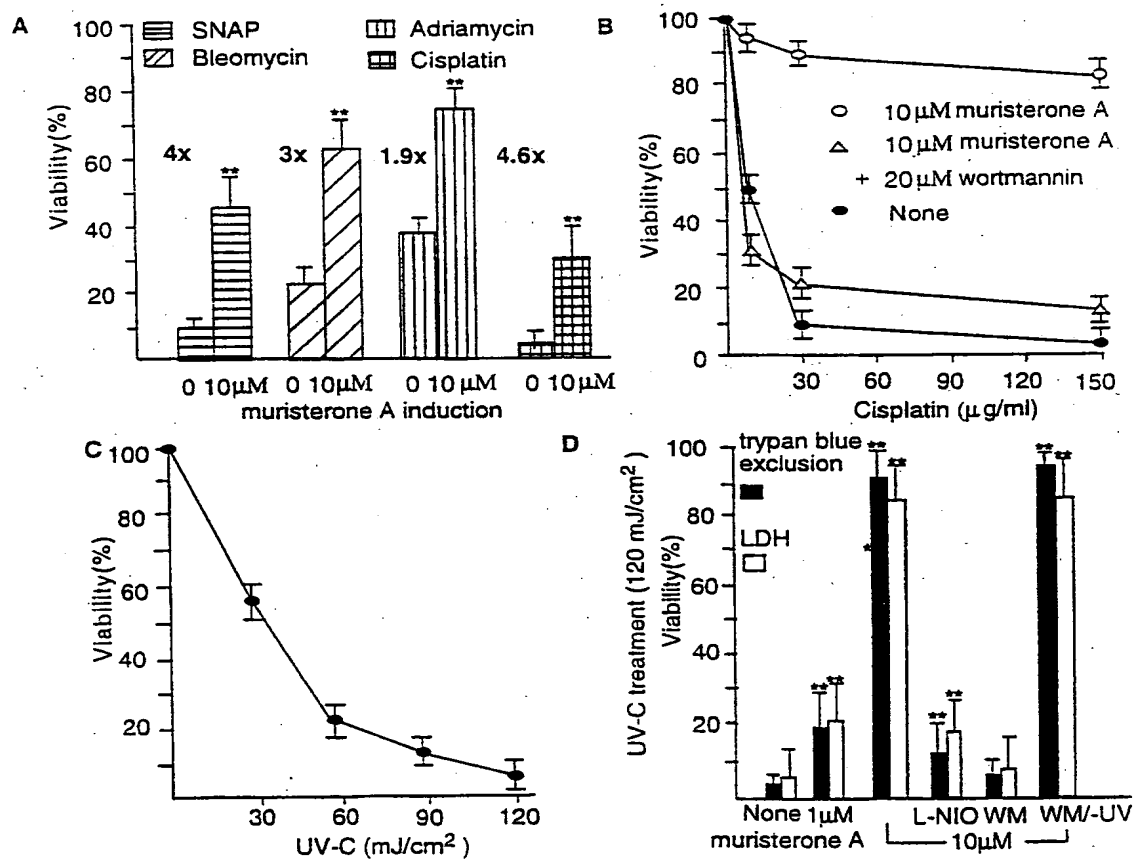 A
100
80
60
40
20
Viability(%)
SNAP
Bleomycin
Adriamycin
Cisplatin
4x
**
3x
**
1.9x
**
4.6x
**
0 10µM
0 10µM
0 10µM
0 10µM
muristerone A induction
B
100
80
60
40
20
0
Viability(%)
10µM muristerone A
10µM muristerone A
+ 20µM wortmannin
None
30
60
90
120
150
Cisplatin (µg/ml)
C
100
80
60
40
20
Viability(%)
30
60
90
120
UV-C (mJ/cm²)
D
100
80
60
40
20
UV-C treatment (120 mJ/cm²)
Viability(%)
trypan blue
exclusion
LDH
**
**
**
**
*
**
**
**
**
None 1µM
muristerone A
L-NIO WM WM/-UV
10µM